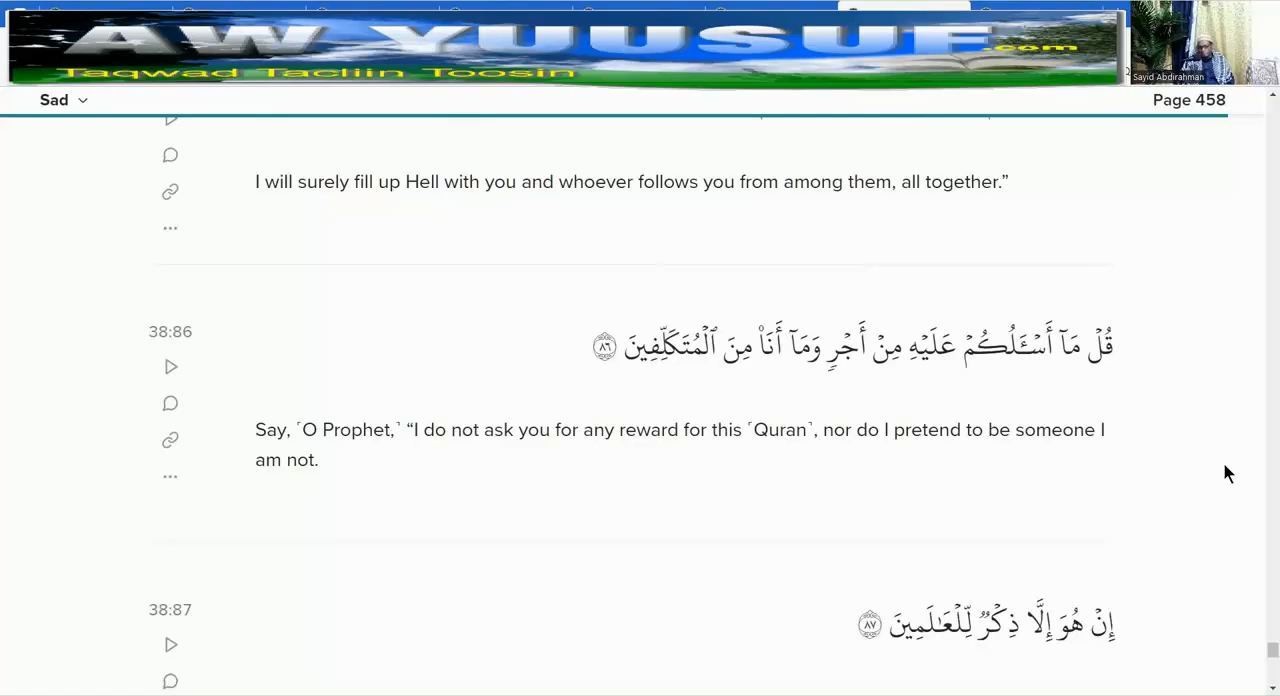 AW YUUSUF.com
Taqwad Tacliin Toosin
Sayid Abdirahman
Sad
Page 458
I will surely fill up Hell with you and whoever follows you from among them, all together.”
38:86
قُلۡ مَآ أَسۡـَٔلُكُمۡ عَلَيۡهِ مِنۡ أَجۡرٖ وَمَآ أَنَا۠ مِنَ ٱلۡمُتَكَلِّفِينَ ٨٦
Say, ˹O Prophet,˺ “I do not ask you for any reward for this ˹Quran˺, nor do I pretend to be someone I
am not.
38:87
إِنۡ هُوَ إِلَّا ذِكۡرٞ لِّلۡعَٰلَمِينَ ٨٧